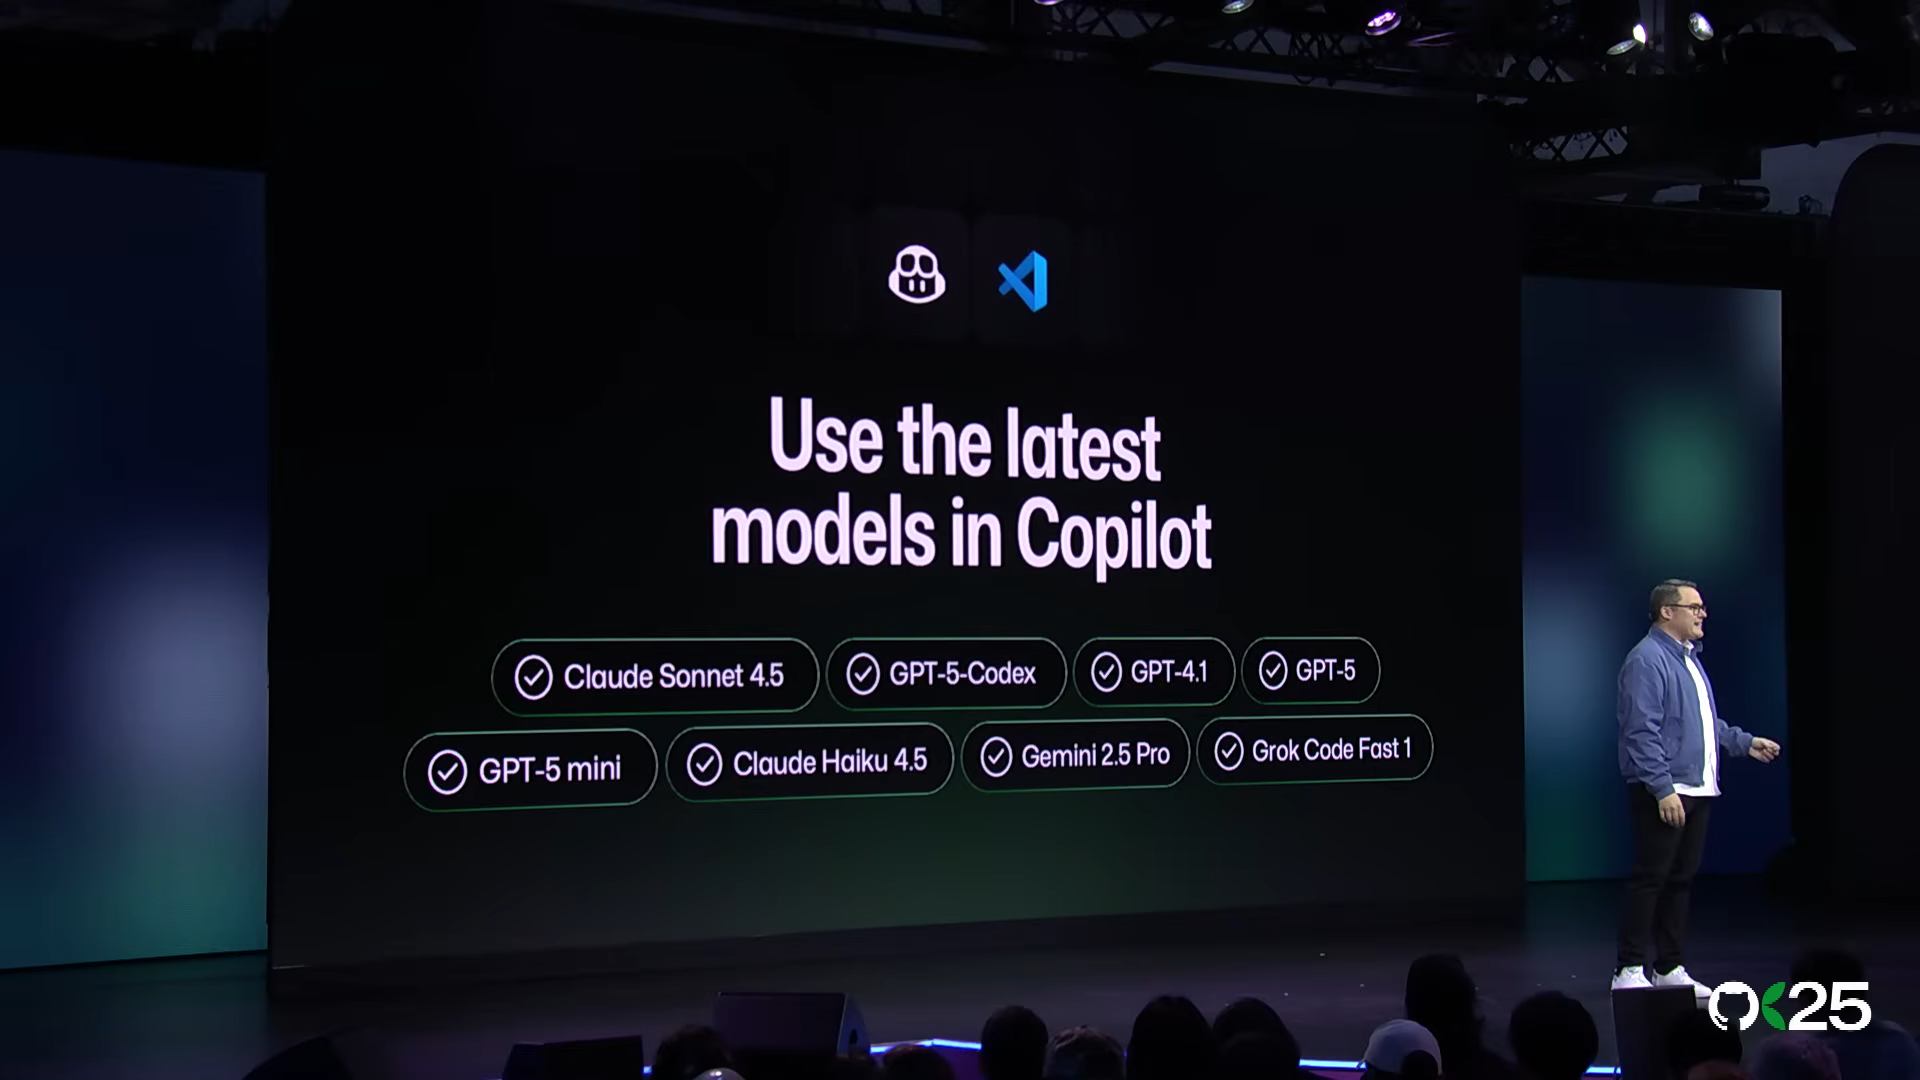 Use the latest
models in Copilot
Claude Sonnet 4.5 GPT-5-Codex GPT-4.1 GPT-5
GPT-5 mini Claude Haiku 4.5 Gemini 2.5 Pro Grok Code Fast 1
25